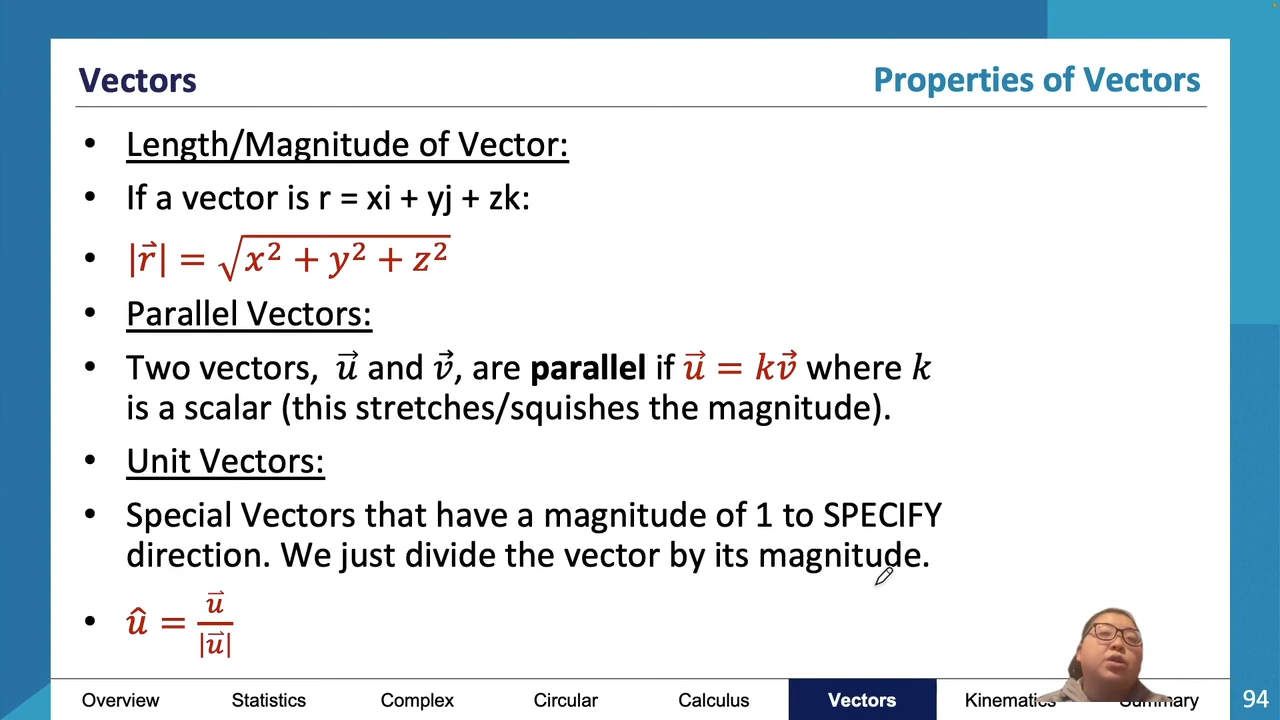 Vectors
Properties of Vectors
• Length/Magnitude of Vector:
• If a vector is r = xi + yj + zk:
• |r⃗| = √(x² + y² + z²)
• Parallel Vectors:
• Two vectors, u⃗ and v⃗, are parallel if u⃗ = kv⃗ where k
is a scalar (this stretches/squishes the magnitude).
• Unit Vectors:
• Special Vectors that have a magnitude of 1 to SPECIFY
direction. We just divide the vector by its magnitude.
• û = u⃗/|u⃗|
Overview Statistics Complex Circular Calculus Vectors Kinematics Summary 94